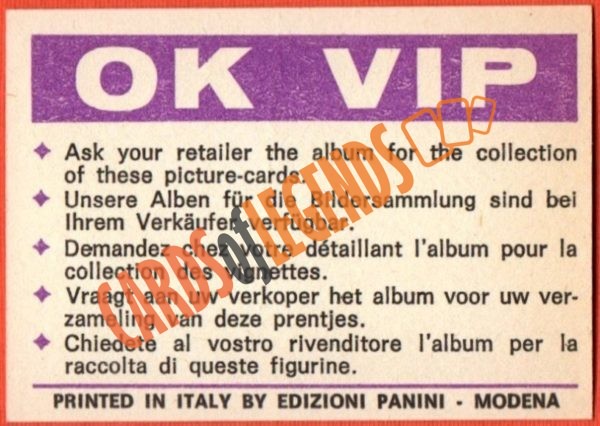 OK VIP
Ask your retailer the album for the collection
of these picture-cards.
Unsere Alben für die Bildersammlung sind bei
Ihrem Verkäufer verfügbar.
Demandez chez votre détaillant l'album pour la
collection des vignettes.
Vraagt aan uw verkoper het album voor uw ver-
zameling van deze prentjes.
Chiedete al vostro rivenditore l'album per la
raccolta di queste figurine.
PRINTED IN ITALY BY EDIZIONI PANINI - MODENA
CARDS of LEGENDS